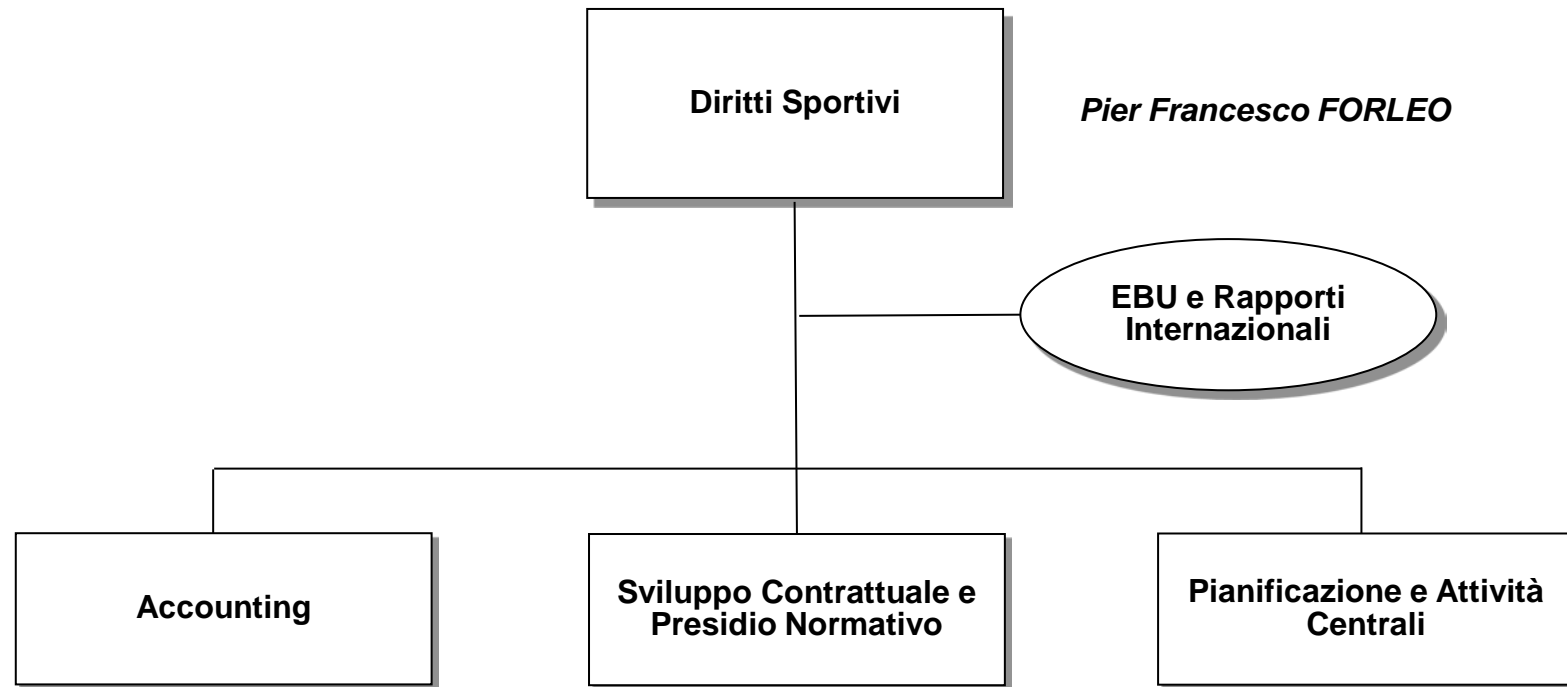 Diritti Sportivi
Pier Francesco FORLEO
EBU e Rapporti
Internazionali
Accounting
Sviluppo Contrattuale e
Presidio Normativo
Pianificazione e Attività
Centrali